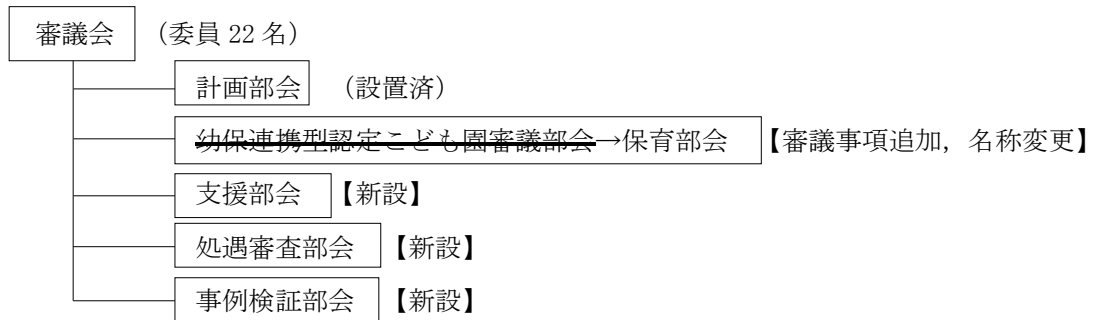 審議会 (委員 22 名)
計画部会 (設置済)
幼保連携型認定こども園審議部会→保育部会 【審議事項追加，名称変更】
支援部会 【新設】
処遇審査部会 【新設】
事例検証部会 【新設】